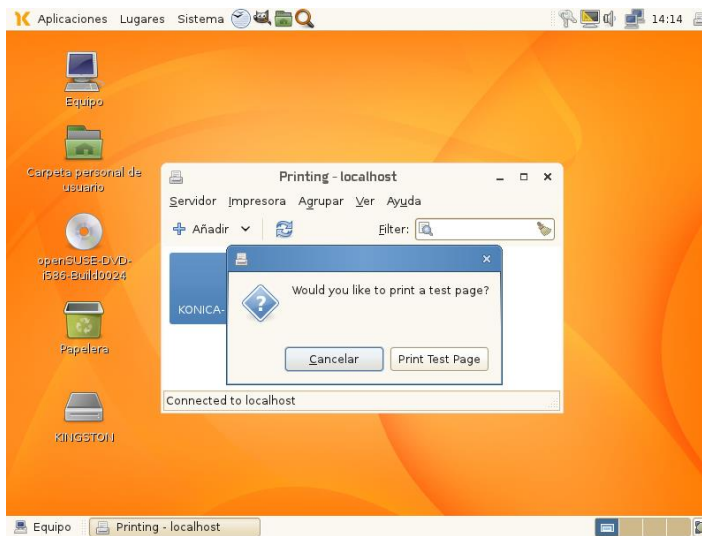 Aplicaciones Lugares Sistema 14:14
Equipo
Carpeta personal de
usuario
openSUSE-DVD-
i586-Build0024
Papelera
KINGSTON
Printing - localhost
Servidor Impresora Agrupar Ver Ayuda
Añadir Filter:
KONICA-
Would you like to print a test page?
Cancelar Print Test Page
Connected to localhost
Equipo Printing - localhost